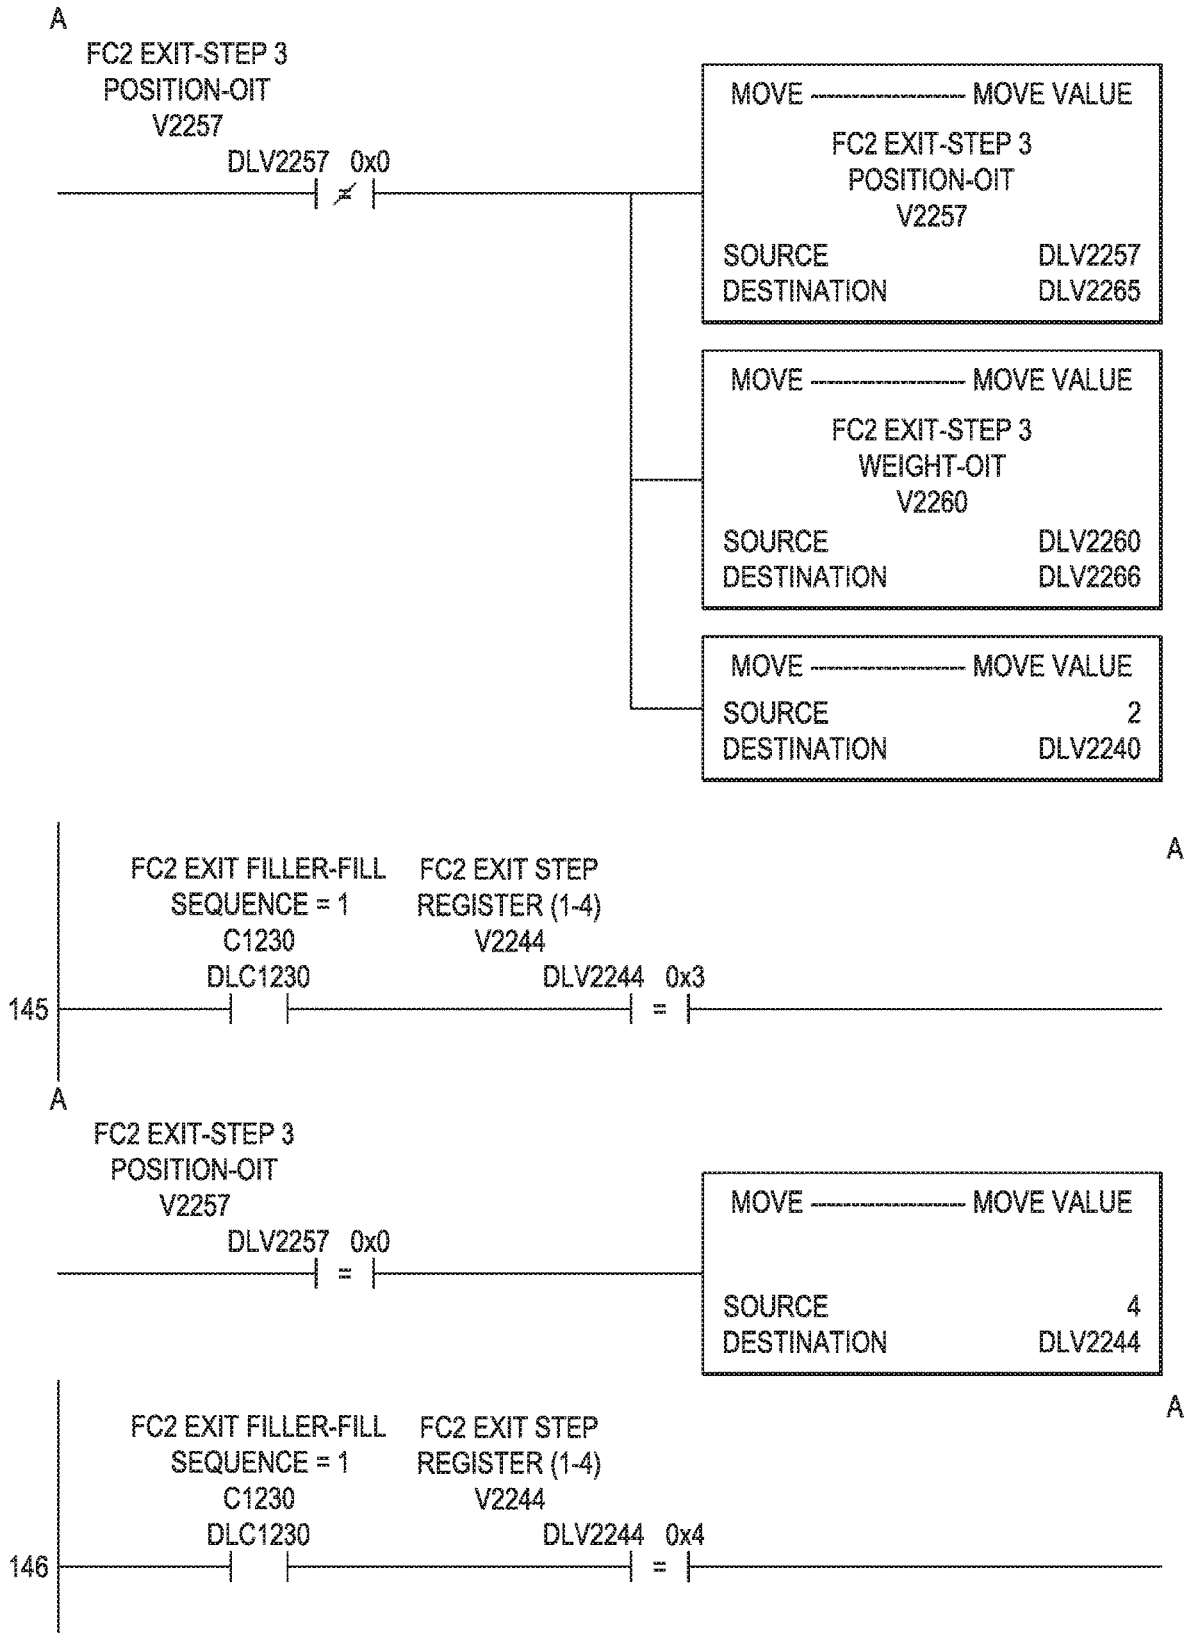 A
FC2 EXIT-STEP 3
POSITION-OIT
V2257
DLV2257 0x0
≠
MOVE ---------------- MOVE VALUE
FC2 EXIT-STEP 3
POSITION-OIT
V2257
SOURCE DLV2257
DESTINATION DLV2265
MOVE ---------------- MOVE VALUE
FC2 EXIT-STEP 3
WEIGHT-OIT
V2260
SOURCE DLV2260
DESTINATION DLV2266
MOVE ---------------- MOVE VALUE
SOURCE 2
DESTINATION DLV2240
A
FC2 EXIT FILLER-FILL
SEQUENCE = 1
C1230
DLC1230
FC2 EXIT STEP
REGISTER (1-4)
V2244
DLV2244 0x3
145
=
A
FC2 EXIT-STEP 3
POSITION-OIT
V2257
DLV2257 0x0
=
MOVE ---------------- MOVE VALUE
SOURCE 4
DESTINATION DLV2244
A
FC2 EXIT FILLER-FILL
SEQUENCE = 1
C1230
DLC1230
FC2 EXIT STEP
REGISTER (1-4)
V2244
DLV2244 0x4
146
=